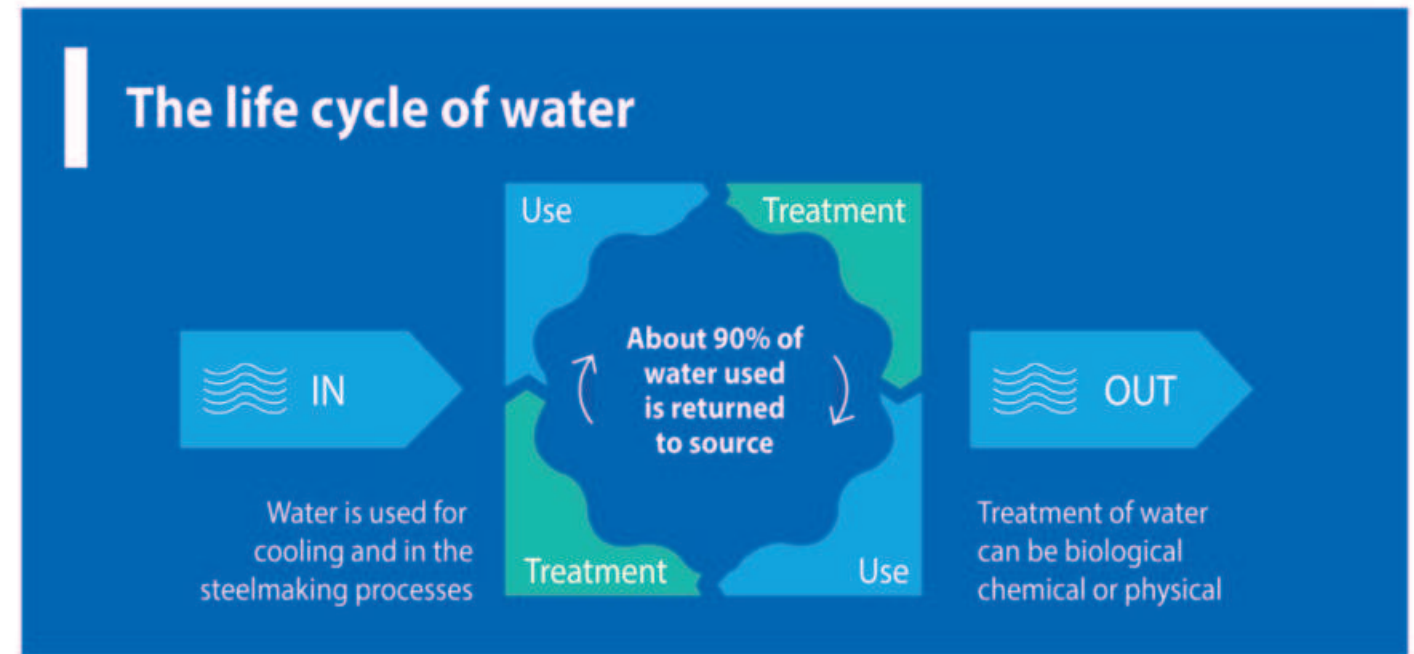 The life cycle of water
Use
Treatment
About 90% of
water used
is returned
to source
IN
OUT
Water is used for
cooling and in the
steelmaking processes
Treatment
Use
Treatment of water
can be biological
chemical or physical